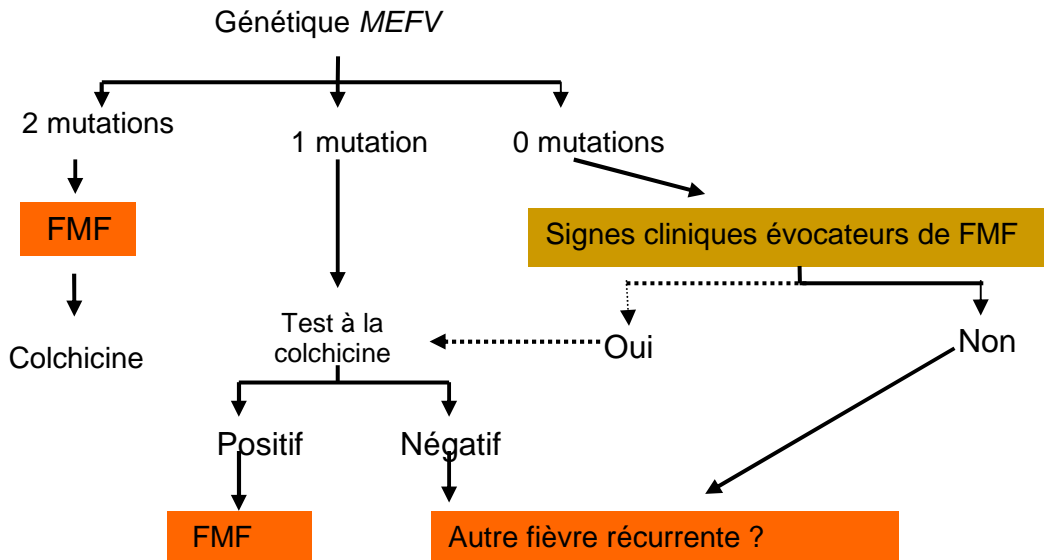 Génétique MEFV
2 mutations
1 mutation
0 mutations
FMF
Signes cliniques évocateurs de FMF
Colchicine
Test à la
colchicine
Oui
Non
Positif
Négatif
FMF
Autre fièvre récurrente ?